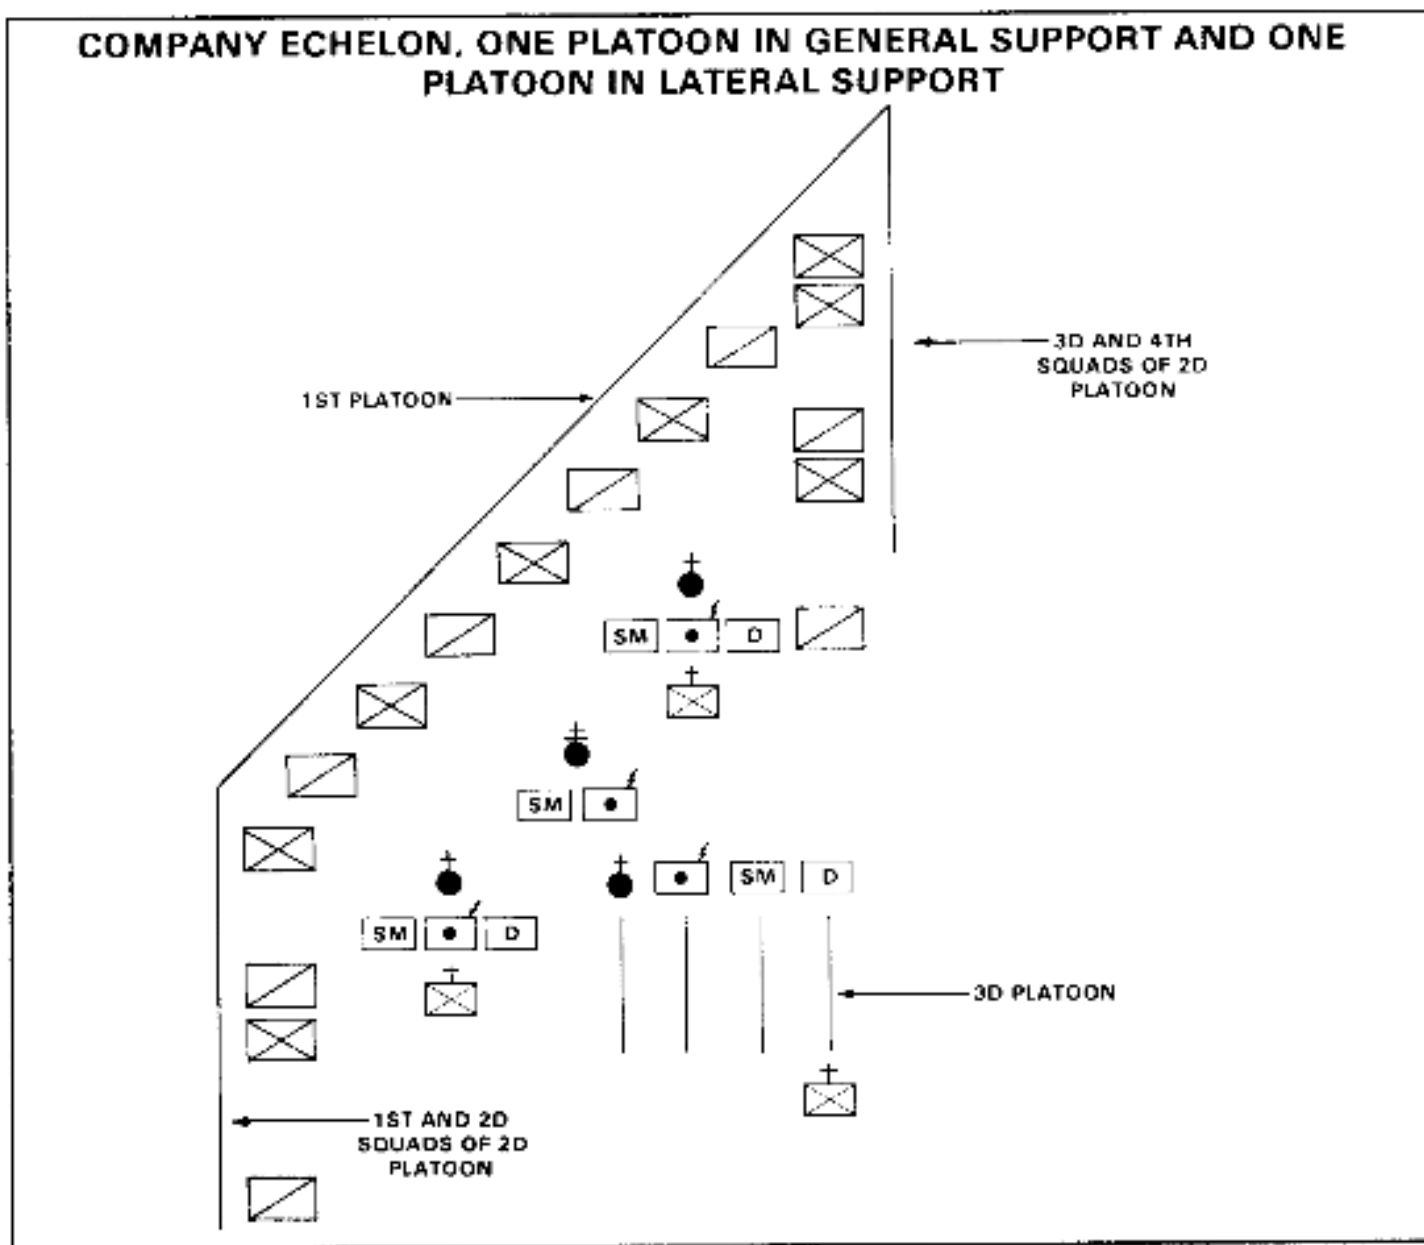 COMPANY ECHELON, ONE PLATOON IN GENERAL SUPPORT AND ONE
PLATOON IN LATERAL SUPPORT
3D AND 4TH
SQUADS OF 2D
PLATOON
1ST PLATOON
SM D
SM
SM D
SM D
3D PLATOON
1ST AND 2D
SQUADS OF 2D
PLATOON